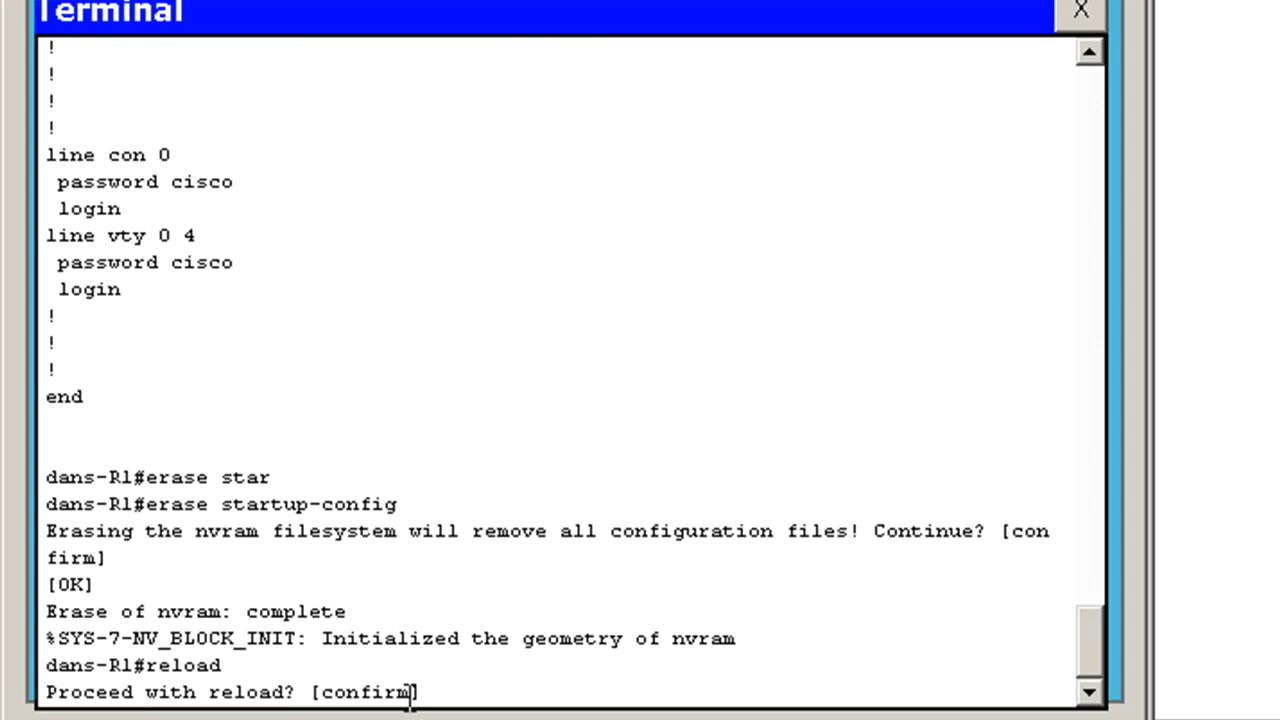 Terminal
X
!
!
!
!
line con 0
password cisco
login
line vty 0 4
password cisco
login
!
!
!
end
dans-R1#erase star
dans-R1#erase startup-config
Erasing the nvram filesystem will remove all configuration files! Continue? [con
firm]
[OK]
Erase of nvram: complete
%SYS-7-NV_BLOCK_INIT: Initialized the geometry of nvram
dans-R1#reload
Proceed with reload? [confirm]